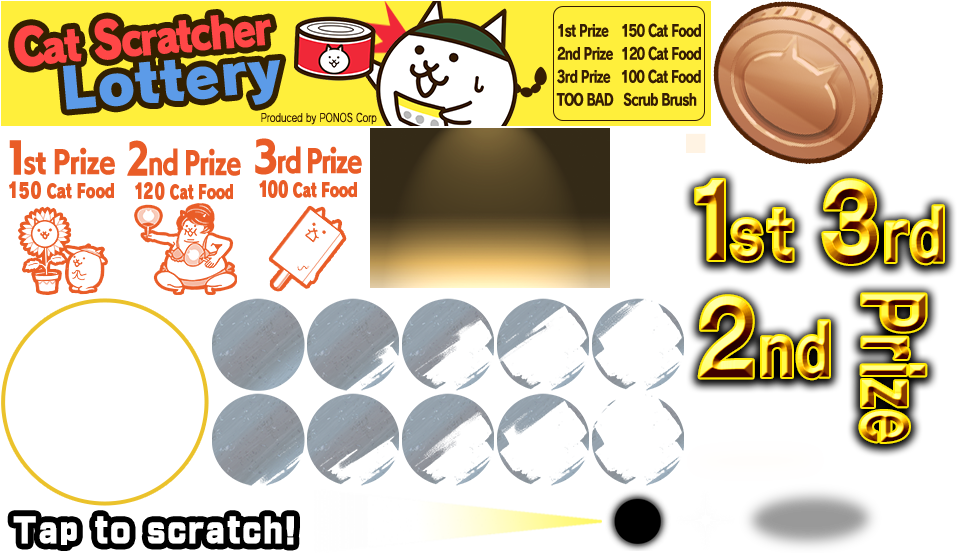 Cat Scratcher
Lottery
Produced by PONOS Corp
1st Prize 150 Cat Food
2nd Prize 120 Cat Food
3rd Prize 100 Cat Food
TOO BAD Scrub Brush
1st Prize
150 Cat Food
2nd Prize
120 Cat Food
3rd Prize
100 Cat Food
1st
3rd
2nd
Prize
Tap to scratch!